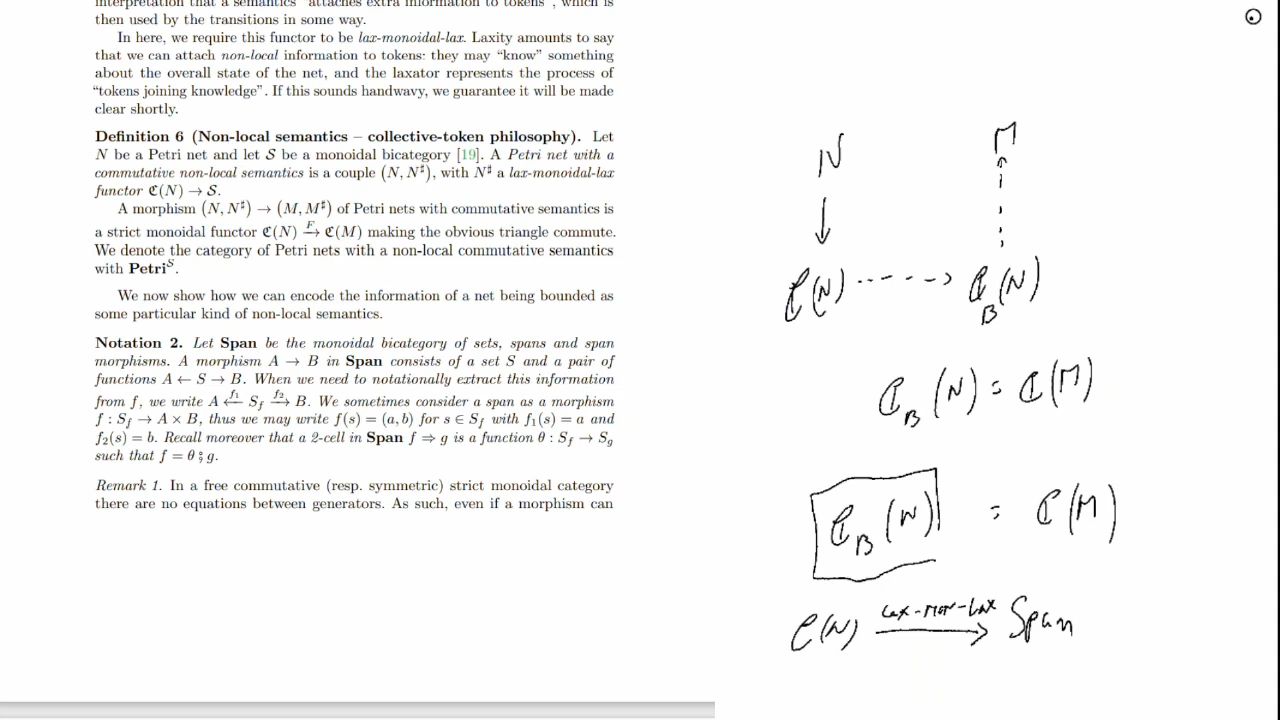 interpretation that a semantics "attaches extra information to tokens", which is
then used by the transitions in some way.
In here, we require this functor to be lax-monoidal-lax. Laxity amounts to say
that we can attach non-local information to tokens: they may "know" something
about the overall state of the net, and the laxator represents the process of
"tokens joining knowledge". If this sounds handwavy, we guarantee it will be made
clear shortly.
Definition 6 (Non-local semantics – collective-token philosophy). Let
N be a Petri net and let 𝒮 be a monoidal bicategory [19]. A Petri net with a
commutative non-local semantics is a couple (N, N♯), with N♯ a lax-monoidal-lax
functor ℭ(N) → 𝒮.
A morphism (N, N♯) → (M, M♯) of Petri nets with commutative semantics is
a strict monoidal functor ℭ(N) →F ℭ(M) making the obvious triangle commute.
We denote the category of Petri nets with a non-local commutative semantics
with Petri^𝒮.
We now show how we can encode the information of a net being bounded as
some particular kind of non-local semantics.
Notation 2. Let Span be the monoidal bicategory of sets, spans and span
morphisms. A morphism A → B in Span consists of a set S and a pair of
functions A ← S → B. When we need to notationally extract this information
from f, we write A ←f₁ S_f →f₂ B. We sometimes consider a span as a morphism
f : S_f → A × B, thus we may write f(s) = (a, b) for s ∈ S_f with f₁(s) = a and
f₂(s) = b. Recall moreover that a 2-cell in Span f ⇒ g is a function θ : S_f → S_g
such that f = θ ⨟ g.
Remark 1. In a free commutative (resp. symmetric) strict monoidal category
there are no equations between generators. As such, even if a morphism can
N M
ℭ(N) ----→ ℭ_B(N)
ℭ_B(N) = ℭ(M)
ℭ_B(N) = ℭ(M)
ℭ(N) Lax-Mon-Lax → Span